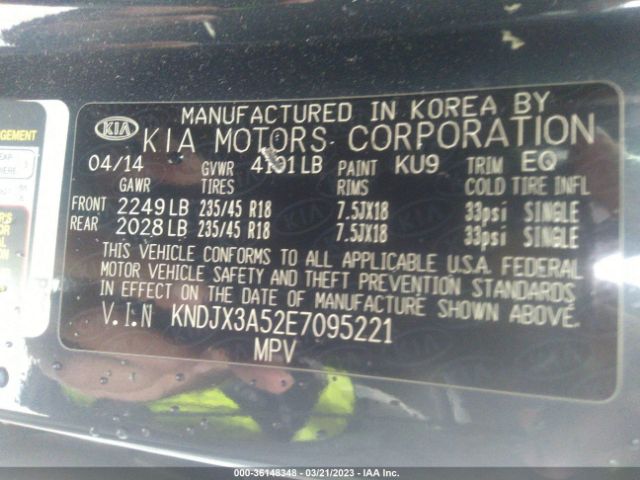 MANUFACTURED IN KOREA BY
KIA KIA MOTORS CORPORATION
04/14 GVWR 4101LB PAINT KU9 TRIM EQ
GAWR TIRES RIMS COLD TIRE INFL
FRONT 2249LB 235/45 R18 7.5JX18 33psi SINGLE
REAR 2028LB 235/45 R18 7.5JX18 33psi SINGLE
THIS VEHICLE CONFORMS TO ALL APPLICABLE U.S.A. FEDERAL
MOTOR VEHICLE SAFETY AND THEFT PREVENTION STANDARDS
IN EFFECT ON THE DATE OF MANUFACTURE SHOWN ABOVE.
V.I.N KNDJX3A52E7095221
MPV
000-36148348 - 03/21/2023 - IAA Inc.